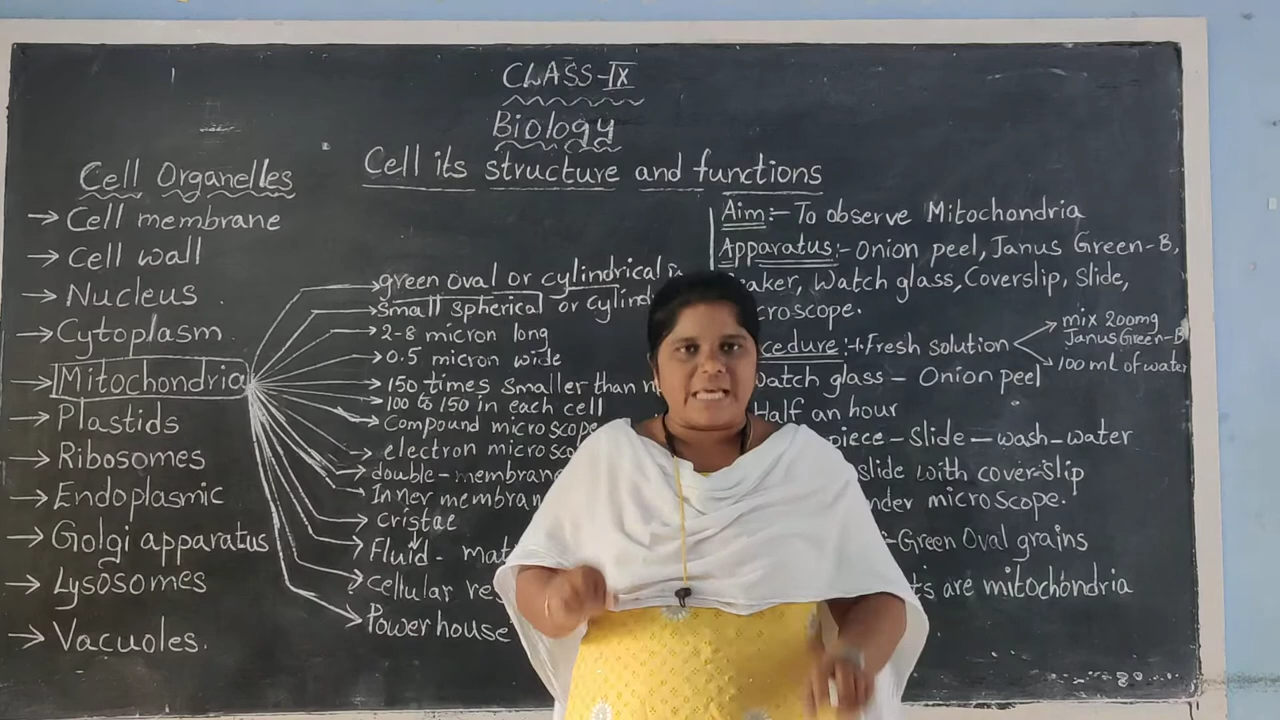 CLASS-IX
Biology
Cell its structure and functions
Cell Organelles
→ Cell membrane
→ Cell wall
→ Nucleus
→ Cytoplasm
→ Mitochondria
→ Plastids
→ Ribosomes
→ Endoplasmic
→ Golgi apparatus
→ Lysosomes
→ Vacuoles.
green oval or cylindrical
small spherical or cylind
2-8 micron long
0.5 micron wide
150 times smaller than
100 to 150 in each cell
Compound microscope
electron microsco
double-membrane
Inner membran
cristae
Fluid- mat
cellular res
Power house
Aim:- To observe Mitochondria
Apparatus:- Onion peel, Janus Green-B,
eaker, Watch glass, Coverslip, Slide,
croscope.
cedure:→Fresh solution
mix 200mg
Janus Green-B
100 mL of water
Watch glass - Onion peel
Half an hour
piece - Slide - wash-water
slide with cover-slip
nder microscope.
:-Green Oval grains
ts are mitochondria